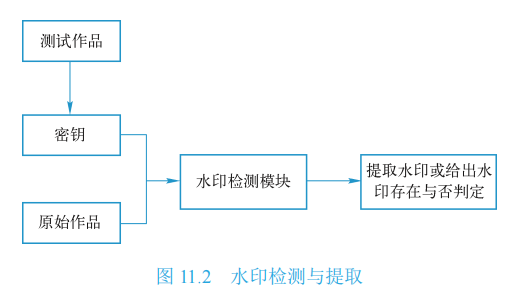 测试作品
密钥
原始作品
水印检测模块
提取水印或给出水
印存在与否判定
图 11.2 水印检测与提取